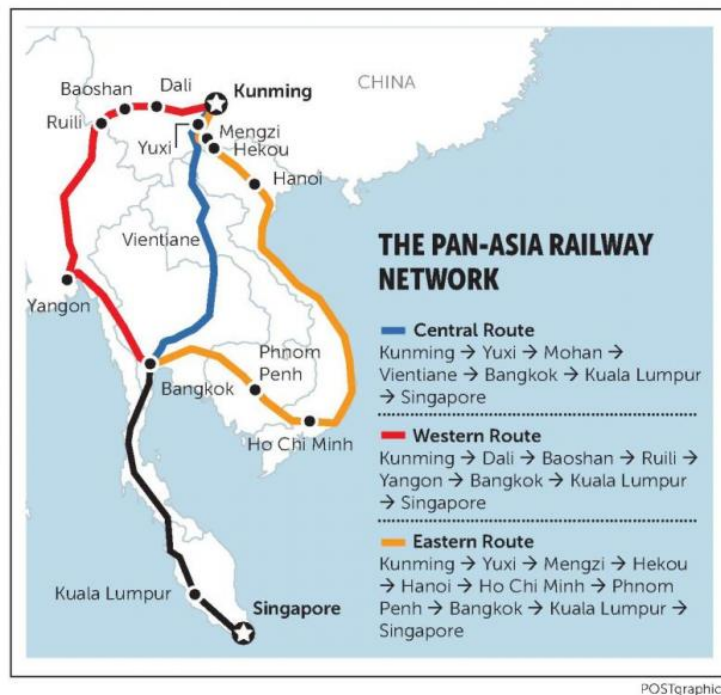 CHINA
Baoshan
Dali
Kunming
Ruili
Yuxi
Mengzi
Hekou
Hanoi
Vientiane
Yangon
Bangkok
Phnom
Penh
Ho Chi Minh
Kuala Lumpur
Singapore
THE PAN-ASIA RAILWAY
NETWORK
Central Route
Kunming → Yuxi → Mohan →
Vientiane → Bangkok → Kuala Lumpur
→ Singapore
Western Route
Kunming → Dali → Baoshan → Ruili →
Yangon → Bangkok → Kuala Lumpur
→ Singapore
Eastern Route
Kunming → Yuxi → Mengzi → Hekou
→ Hanoi → Ho Chi Minh → Phnom
Penh → Bangkok → Kuala Lumpur →
Singapore
POSTgraphics